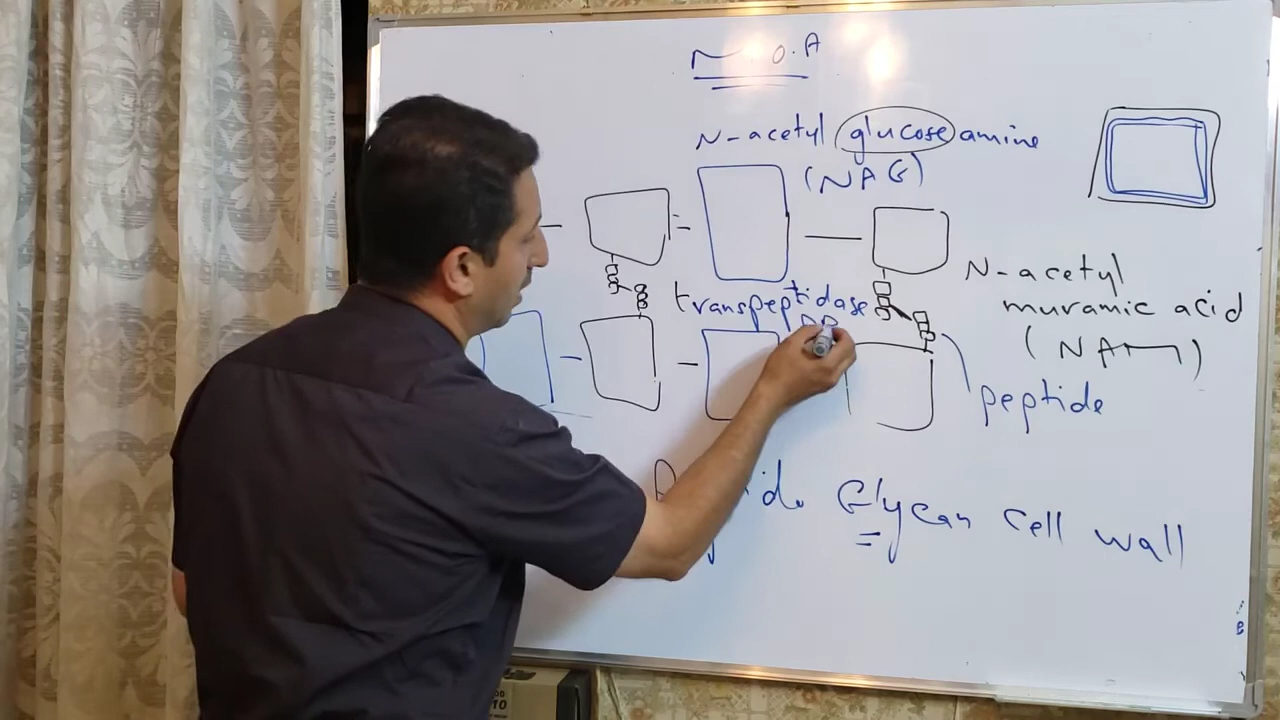 M.O.A
N-acetyl glucose amine
(NAG)
N-acetyl
transpeptidase
muramic acid
(NAM)
peptide
Glycan Cell wall